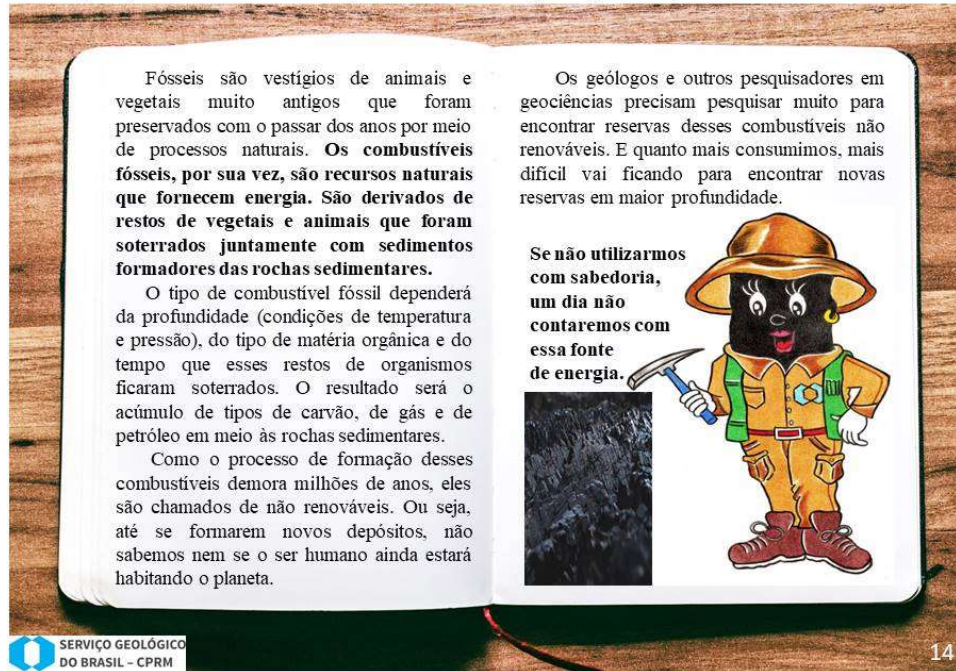 Fósseis são vestígios de animais e
vegetais muito antigos que foram
preservados com o passar dos anos por meio
de processos naturais. Os combustíveis
fósseis, por sua vez, são recursos naturais
que fornecem energia. São derivados de
restos de vegetais e animais que foram
soterrados juntamente com sedimentos
formadores das rochas sedimentares.
O tipo de combustível fóssil dependerá
da profundidade (condições de temperatura
e pressão), do tipo de matéria orgânica e do
tempo que esses restos de organismos
ficaram soterrados. O resultado será o
acúmulo de tipos de carvão, de gás e de
petróleo em meio às rochas sedimentares.
Como o processo de formação desses
combustíveis demora milhões de anos, eles
são chamados de não renováveis. Ou seja,
até se formarem novos depósitos, não
sabemos nem se o ser humano ainda estará
habitando o planeta.
Os geólogos e outros pesquisadores em
geociências precisam pesquisar muito para
encontrar reservas desses combustíveis não
renováveis. E quanto mais consumimos, mais
difícil vai ficando para encontrar novas
reservas em maior profundidade.
Se não utilizarmos
com sabedoria,
um dia não
contaremos com
essa fonte
de energia.
SERVIÇO GEOLÓGICO
DO BRASIL – CPRM
14